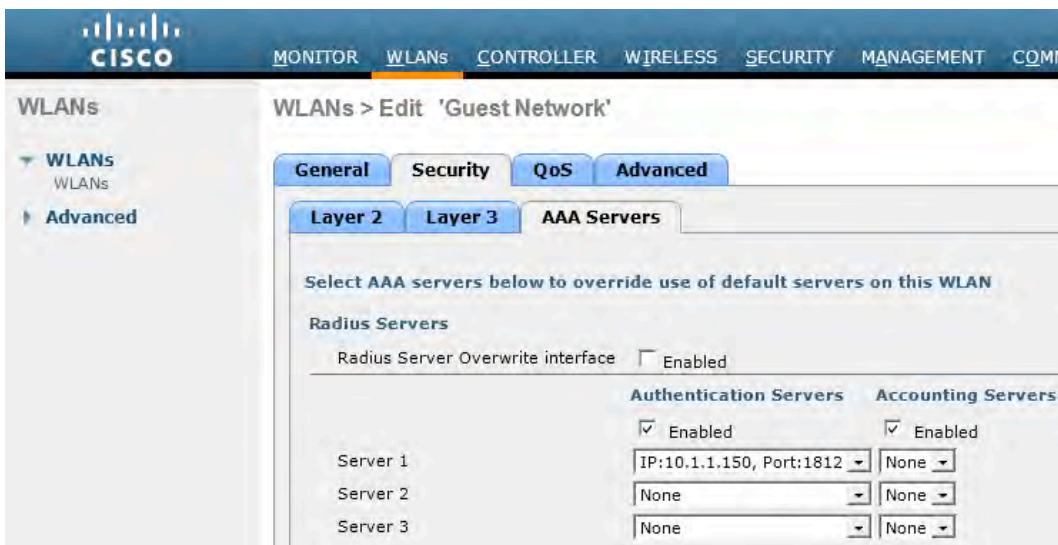 CISCO
MONITOR WLANs CONTROLLER WIRELESS SECURITY MANAGEMENT
WLANs
WLANs > Edit 'Guest Network'
WLANs
WLANs
Advanced
General Security QoS Advanced
Layer 2 Layer 3 AAA Servers
Select AAA servers below to override use of default servers on this WLAN
Radius Servers
Radius Server Overwrite interface Enabled
Authentication Servers Accounting Servers
Enabled Enabled
Server 1 IP:10.1.1.150, Port:1812 None
Server 2 None None
Server 3 None None